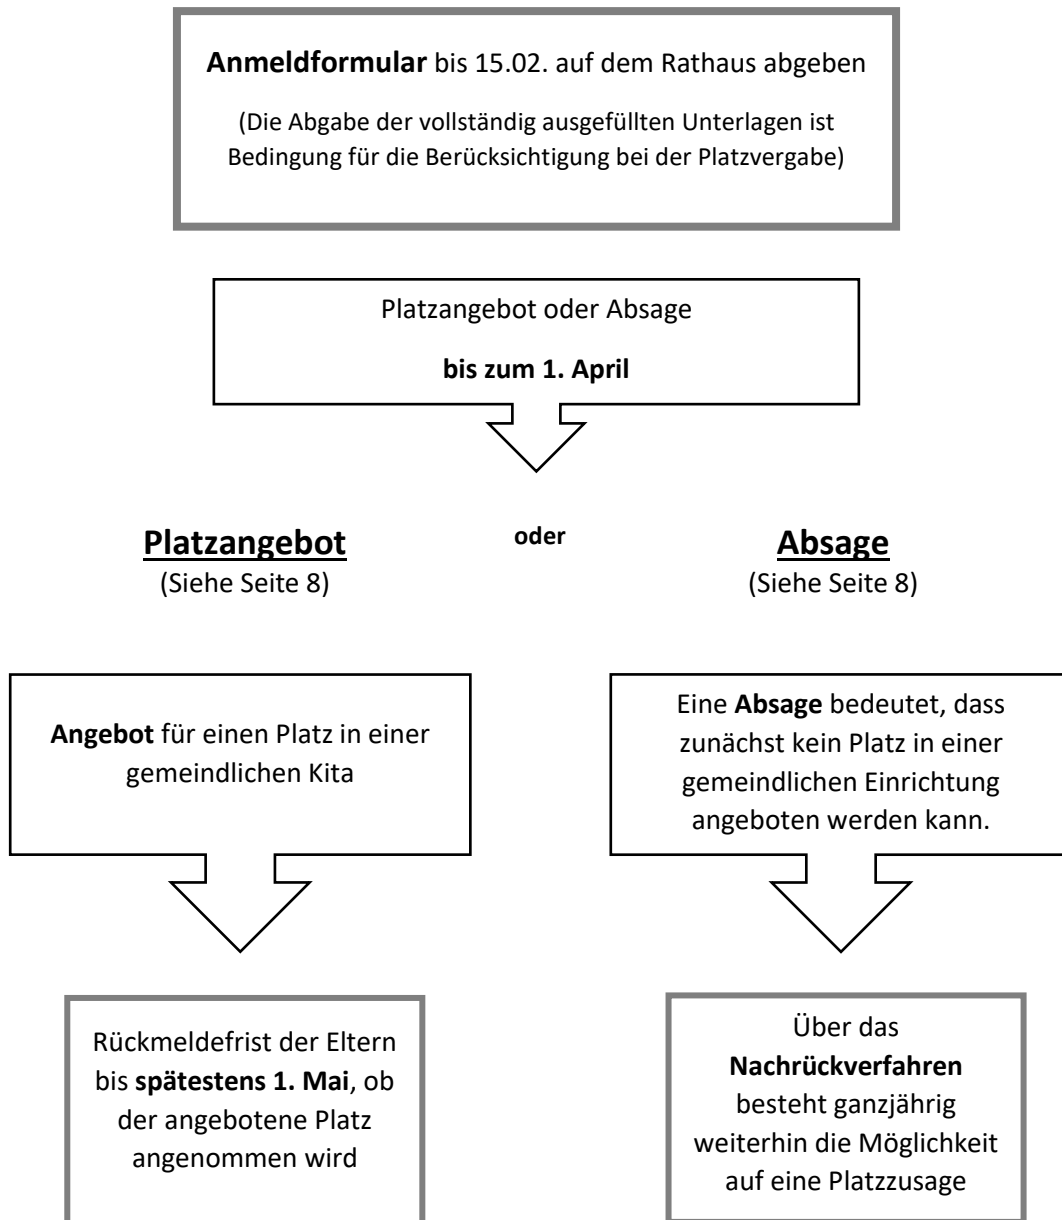 Anmeldformular bis 15.02. auf dem Rathaus abgeben
(Die Abgabe der vollständig ausgefüllten Unterlagen ist
Bedingung für die Berücksichtigung bei der Platzvergabe)
Platzangebot oder Absage
bis zum 1. April
Platzangebot
(Siehe Seite 8)
oder
Absage
(Siehe Seite 8)
Angebot für einen Platz in einer
gemeindlichen Kita
Eine Absage bedeutet, dass
zunächst kein Platz in einer
gemeindlichen Einrichtung
angeboten werden kann.
Rückmeldefrist der Eltern
bis spätestens 1. Mai, ob
der angebotene Platz
angenommen wird
Über das
Nachrückverfahren
besteht ganzjährig
weiterhin die Möglichkeit
auf eine Platzzusage